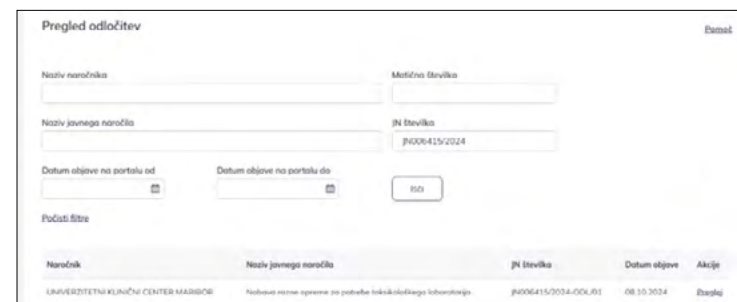 Pregled odločitev
Pomoč
Naziv naročnika
Matična številka
Naziv javnega naročila
JN številka
JN006415/2024
Datum objave na portalu od
Datum objave na portalu do
Išči
Počisti filtre
Naročnik
Naziv javnega naročila
JN številka
Datum objave
Akcije
UNIVERZITETNI KLINIČNI CENTER MARIBOR
Nabava razne opreme za potrebe toksikološkega laboratorija
JN006415/2024-ODL/01
08.10.2024
Preglej